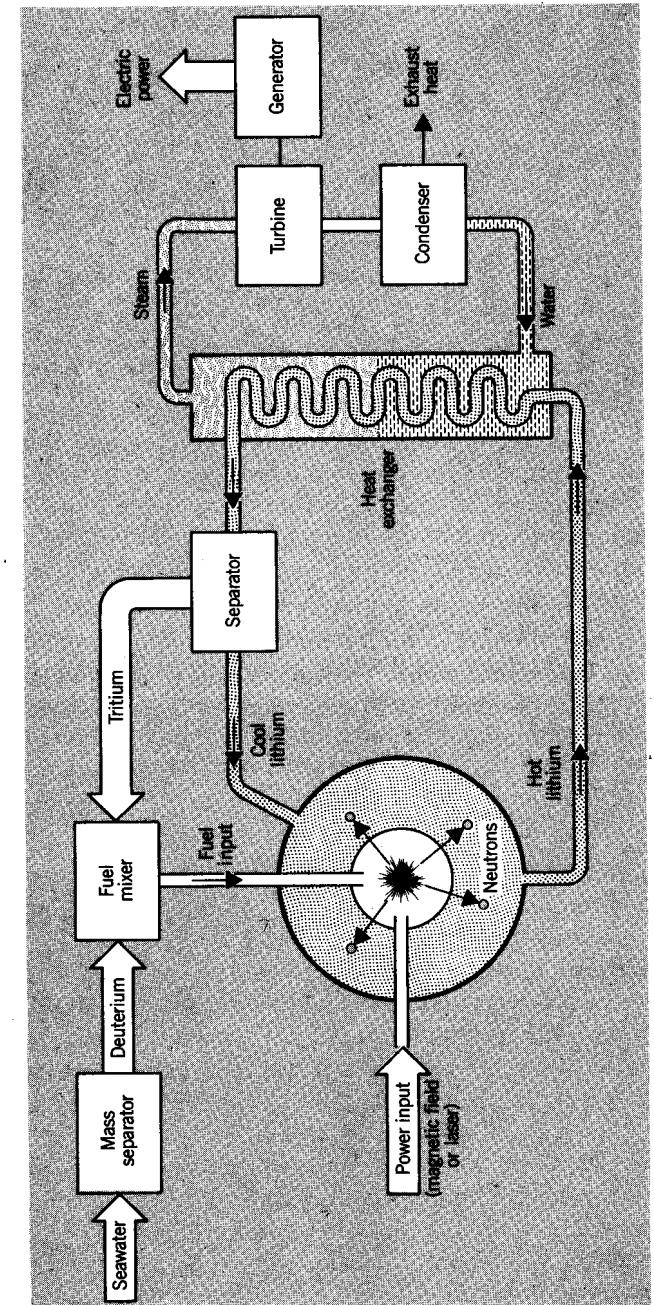 Seawater
Mass
separator
Deuterium
Fuel
mixer
Tritium
Separator
Steam
Electric
power
Generator
Turbine
Condenser
Exhaust
heat
Water
Heat
exchanger
Cool
lithium
Fuel
input
Power input
(magnetic field
or laser)
Neutrons
Hot
lithium